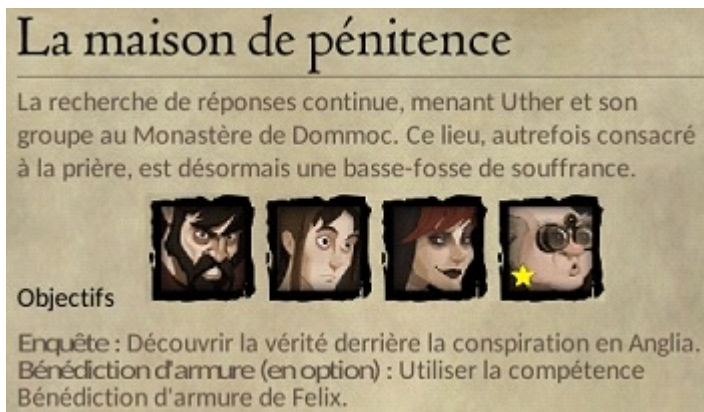 La maison de pénitence
La recherche de réponses continue, menant Uther et son
groupe au Monastère de Dommoc. Ce lieu, autrefois consacré
à la prière, est désormais une basse-fosse de souffrance.
Objectifs
Enquête : Découvrir la vérité derrière la conspiration en Anglia.
Bénédiction d'armure (en option) : Utiliser la compétence
Bénédiction d'armure de Felix.